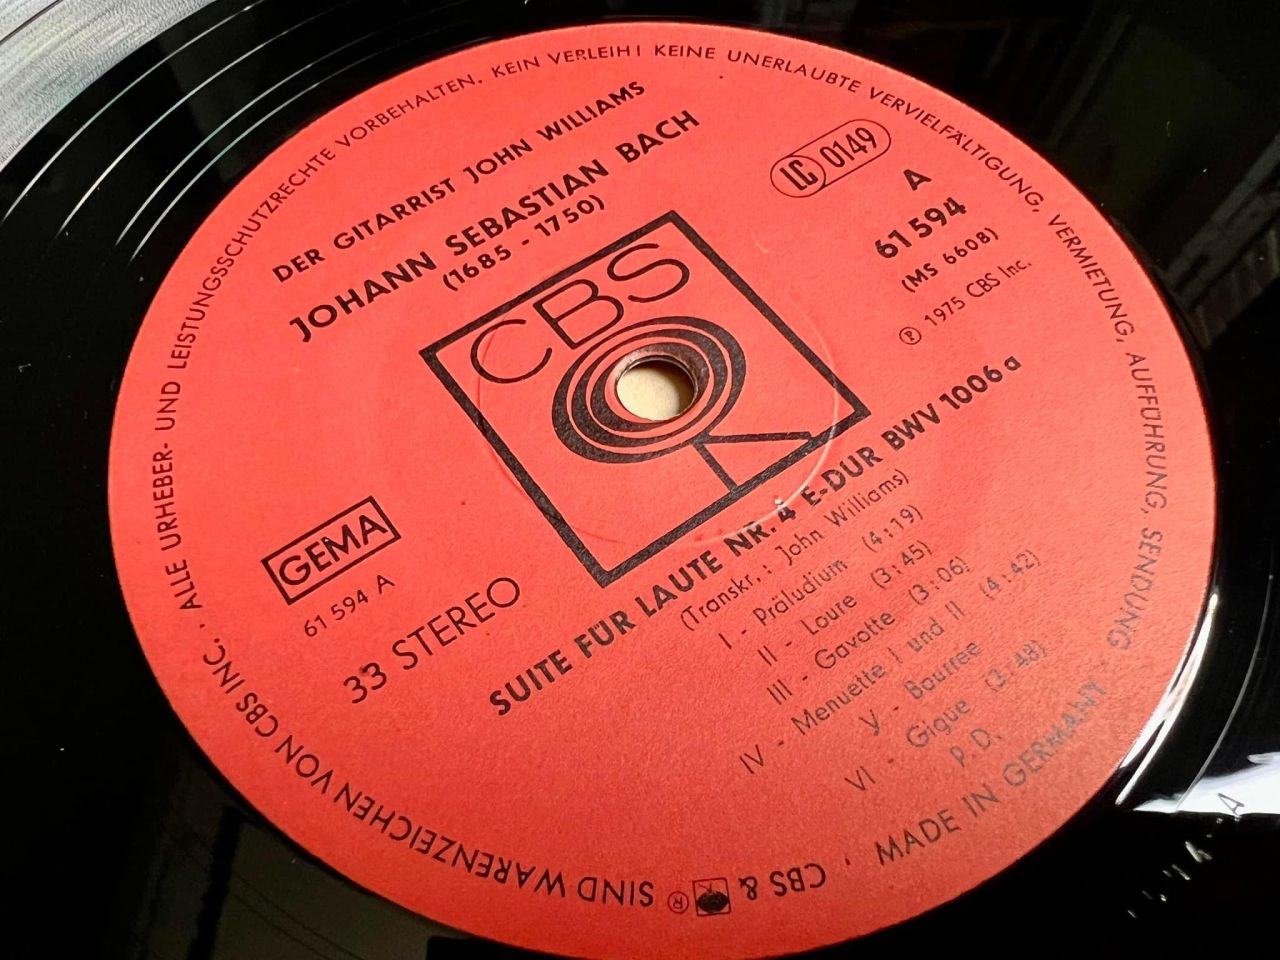 ALLE URHEBER- UND LEISTUNGSSCHUTZRECHTE VORBEHALTEN. KEIN VERLEIH! KEINE UNERLAUBTE VERVIELFÄLTIGUNG, VERMIETUNG, AUFFÜHRUNG, SENDUNG
DER GITARRIST JOHN WILLIAMS
JOHANN SEBASTIAN BACH
(1685 - 1750)
LC 0149
A
61 594
(MS 6608)
Ⓟ 1975 CBS Inc.
CBS
GEMA
61 594 A
33 STEREO
SUITE FÜR LAUTE NR. 4 E-DUR BWV 1006a
(Transkr.: John Williams)
I - Präludium (4:19)
II - Loure (3:45)
III - Gavotte (3:06)
IV - Menuette I und II (4:42)
V - Bourrée
VI - Gigue (3:43)
P. D.
CBS & ® SIND WARENZEICHEN VON CBS INC. · MADE IN GERMANY ·